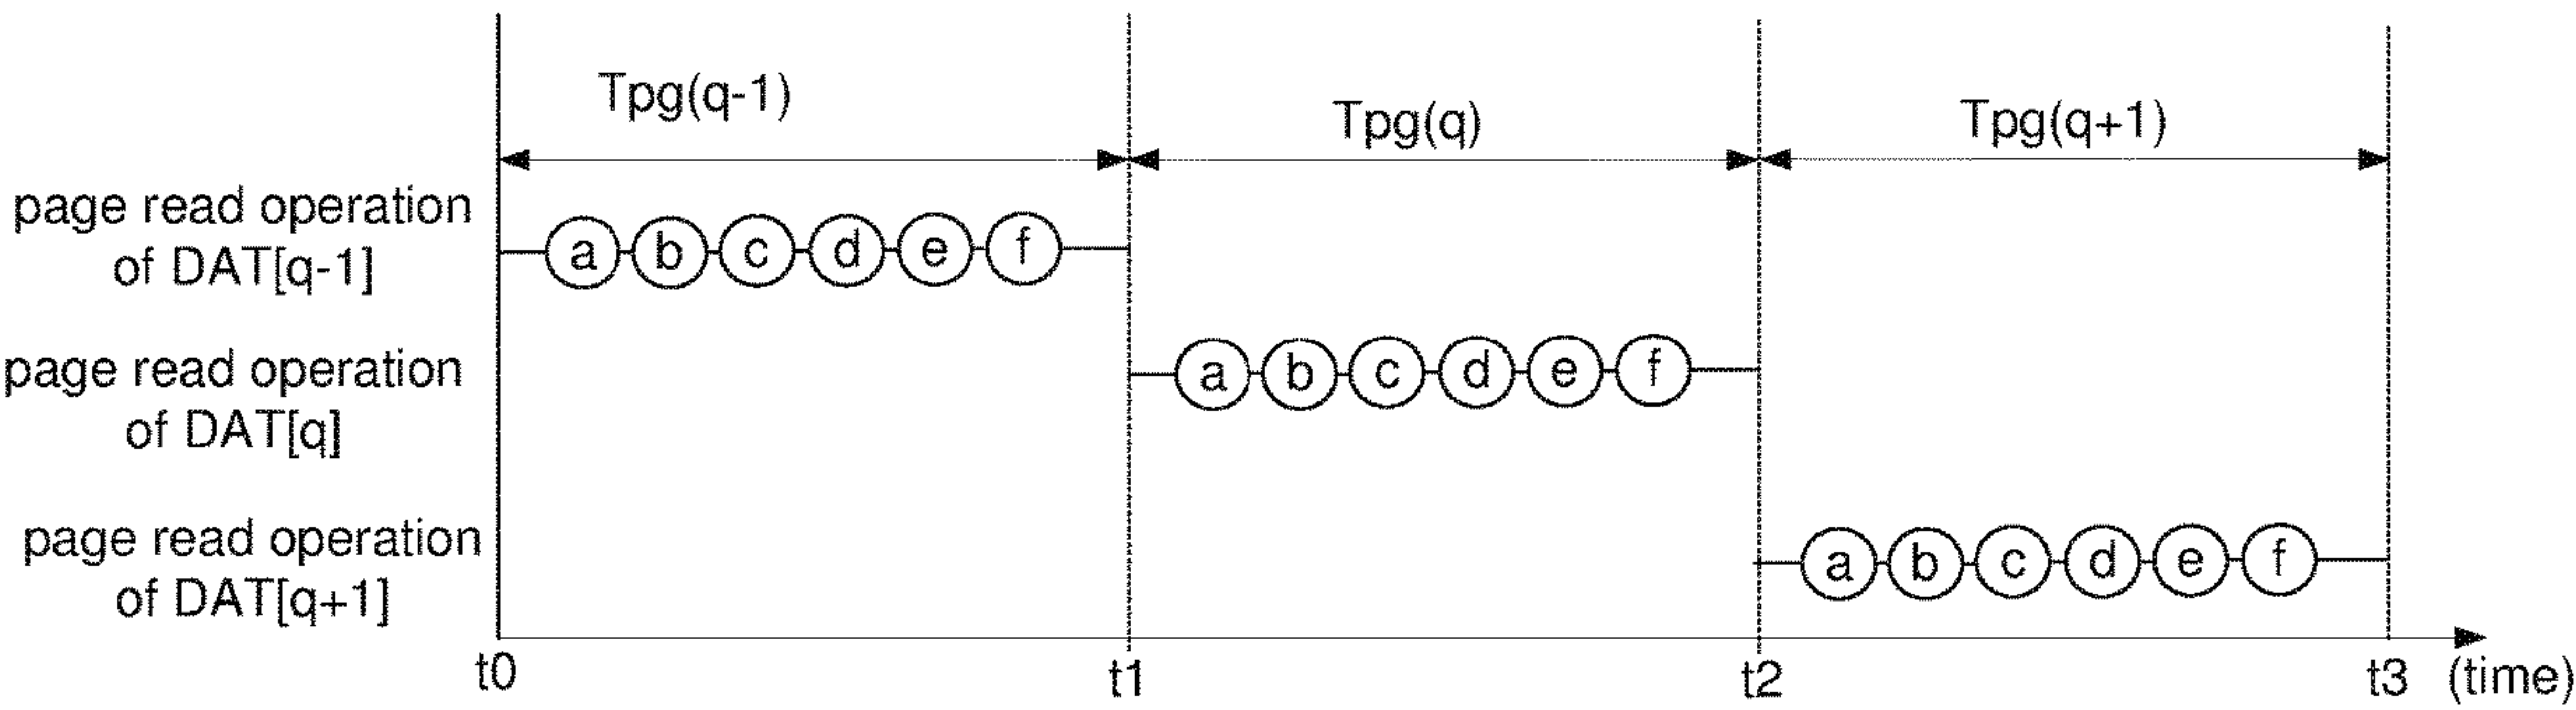 Tpg(q-1)
Tpg(q)
Tpg(q+1)
page read operation
of DAT[q-1]
a b c d e f
page read operation
of DAT[q]
a b c d e f
page read operation
of DAT[q+1]
a b c d e f
t0 t1 t2 t3 (time)